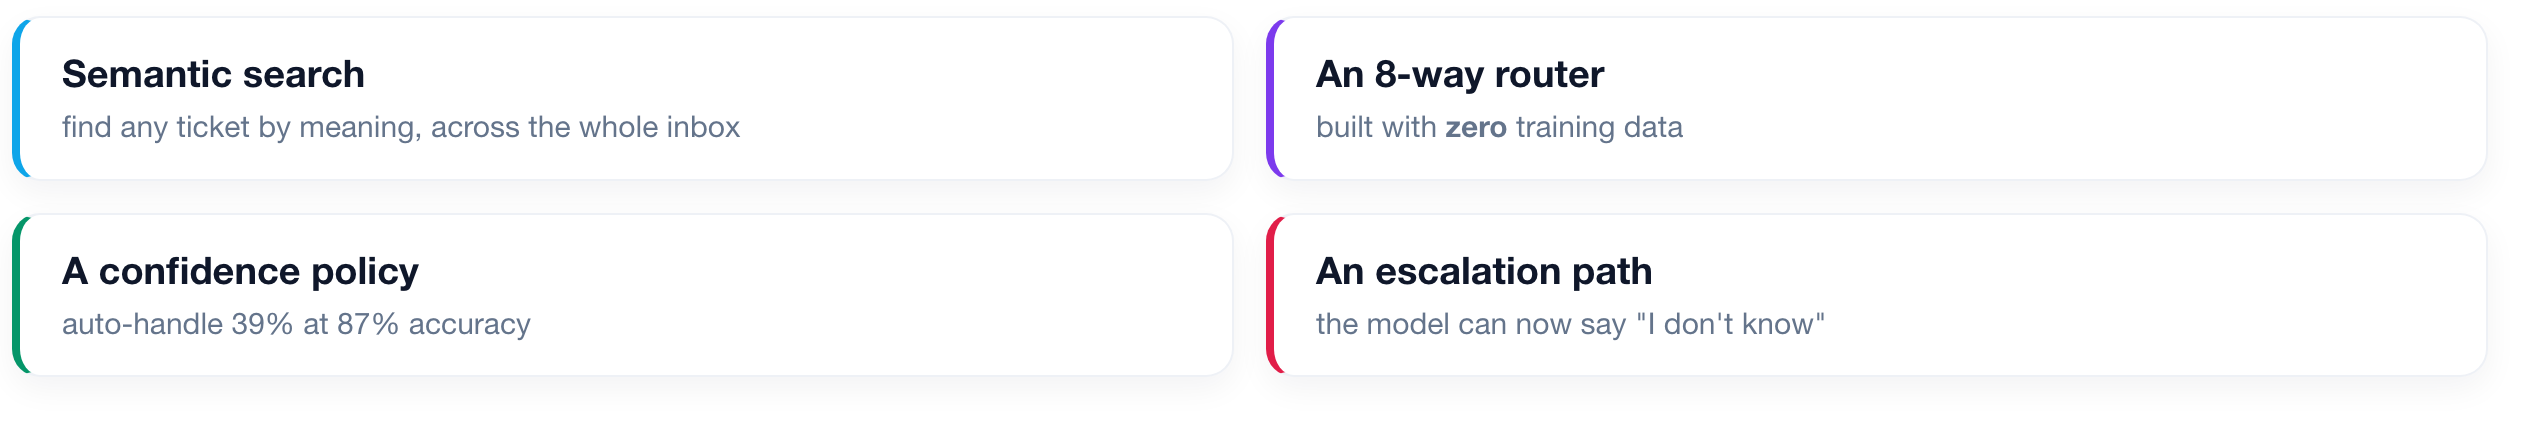 Semantic search
find any ticket by meaning, across the whole inbox
An 8-way router
built with zero training data
A confidence policy
auto-handle 39% at 87% accuracy
An escalation path
the model can now say "I don't know"